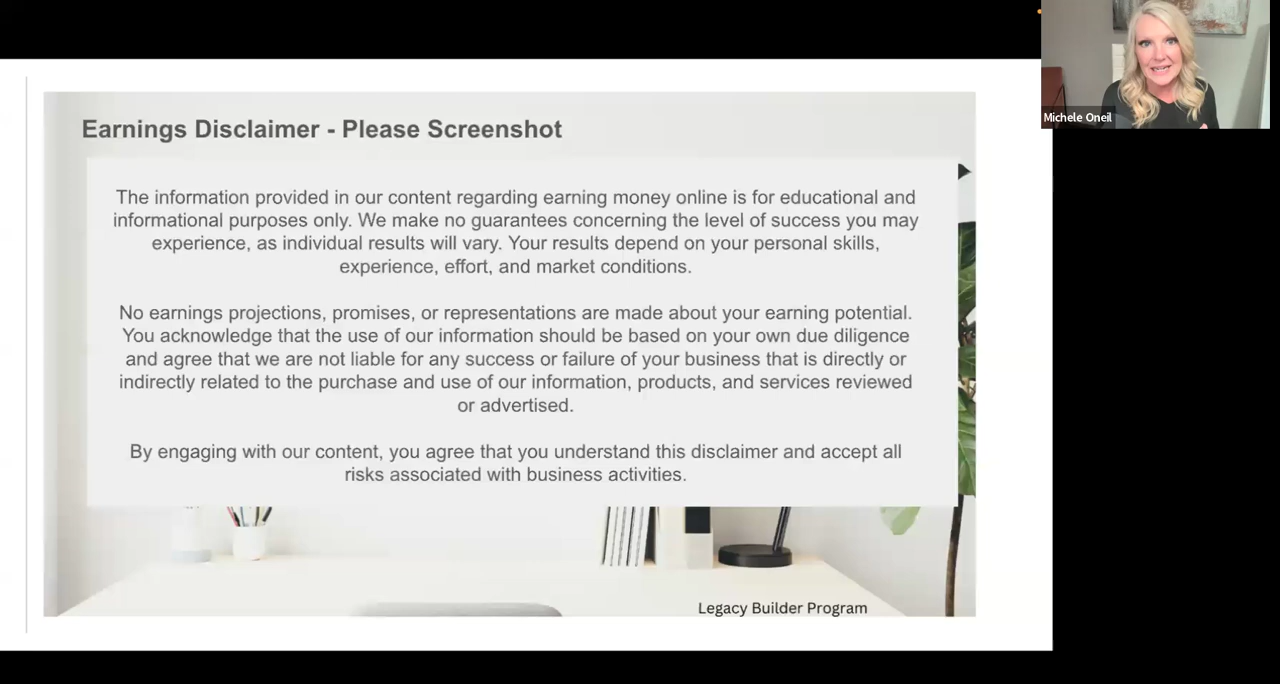 Earnings Disclaimer - Please Screenshot
The information provided in our content regarding earning money online is for educational and
informational purposes only. We make no guarantees concerning the level of success you may
experience, as individual results will vary. Your results depend on your personal skills,
experience, effort, and market conditions.
No earnings projections, promises, or representations are made about your earning potential.
You acknowledge that the use of our information should be based on your own due diligence
and agree that we are not liable for any success or failure of your business that is directly or
indirectly related to the purchase and use of our information, products, and services reviewed
or advertised.
By engaging with our content, you agree that you understand this disclaimer and accept all
risks associated with business activities.
Legacy Builder Program
Michele Oneil